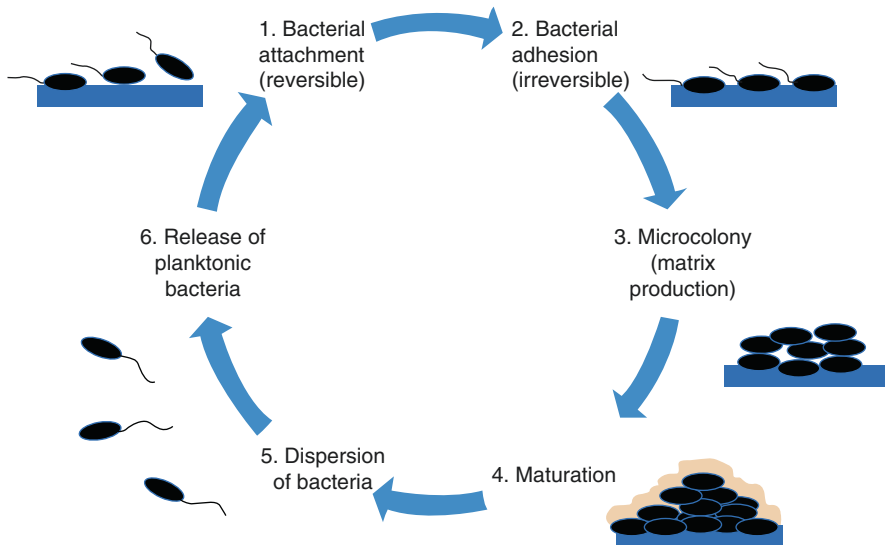 1. Bacterial
attachment
(reversible)
2. Bacterial
adhesion
(irreversible)
3. Microcolony
(matrix
production)
4. Maturation
5. Dispersion
of bacteria
6. Release of
planktonic
bacteria